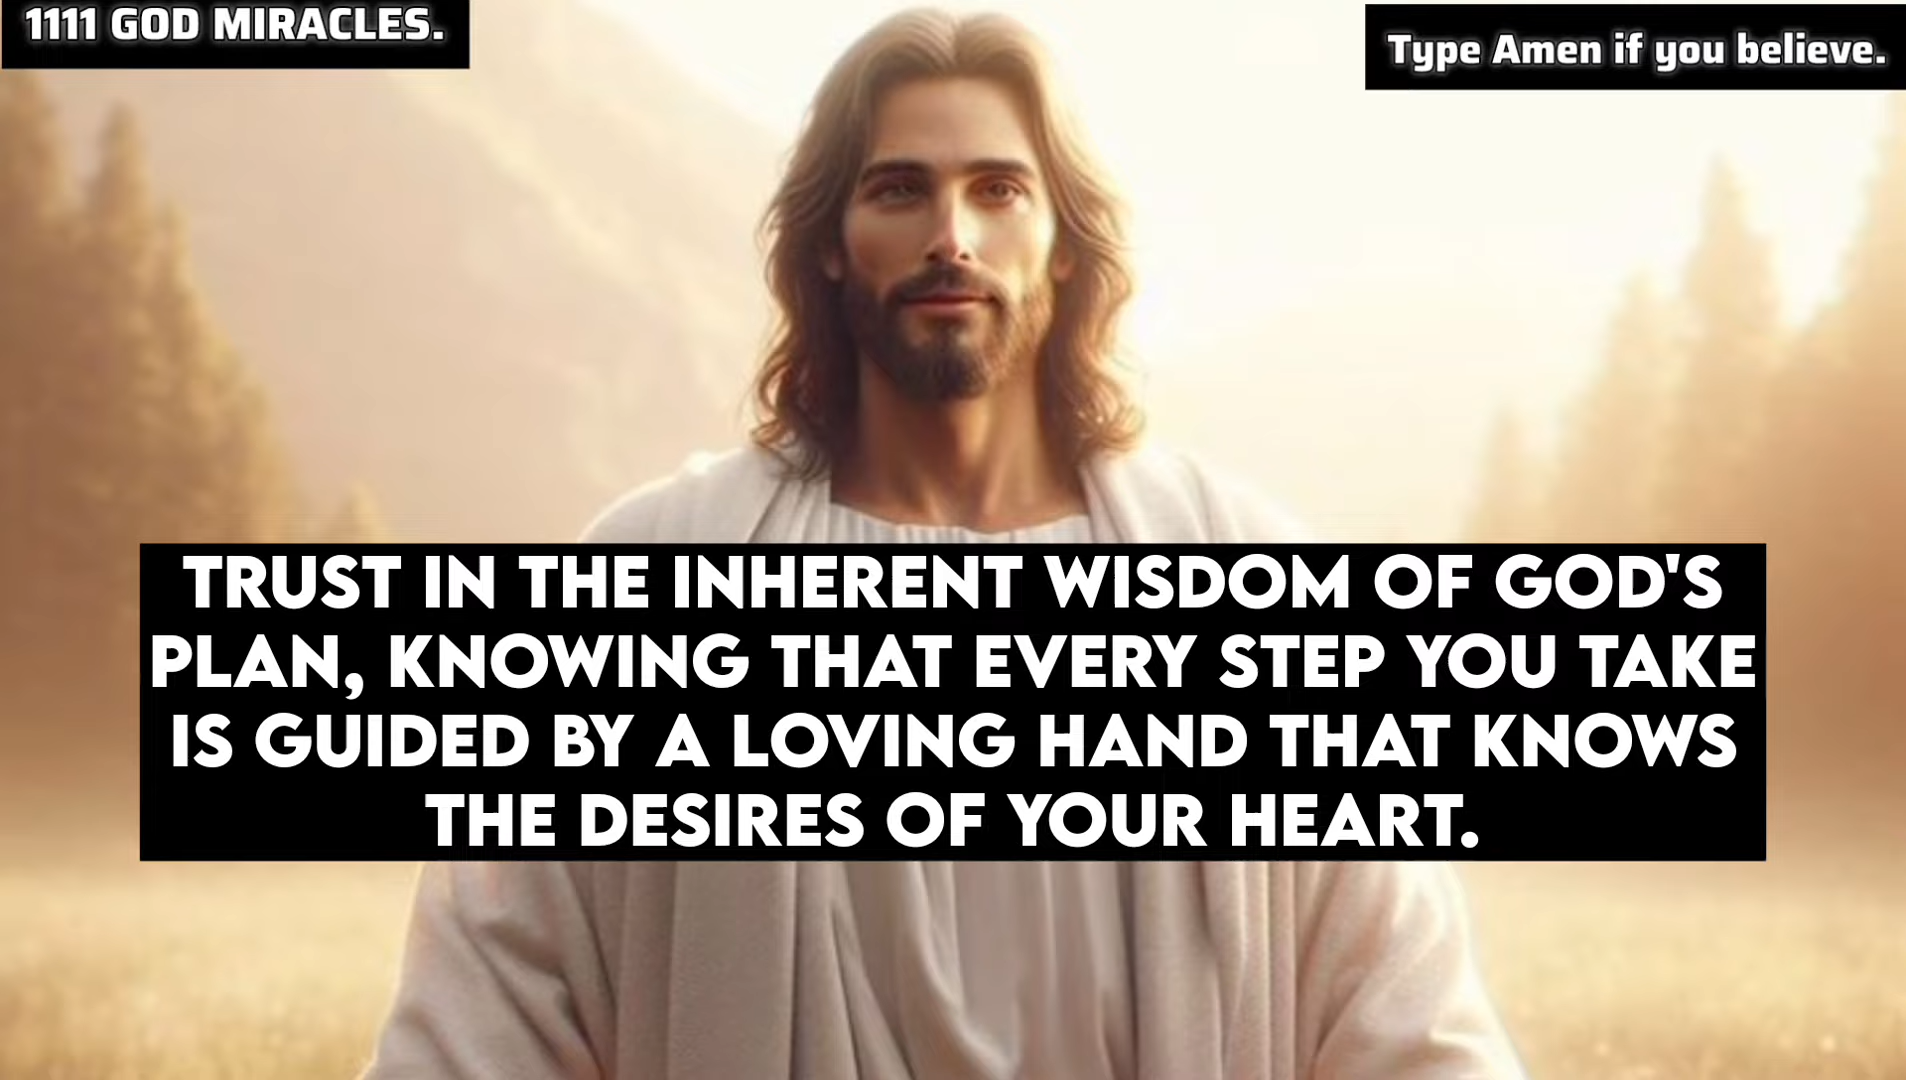 1111 GOD MIRACLES.
Type Amen if you believe.
TRUST IN THE INHERENT WISDOM OF GOD'S
PLAN, KNOWING THAT EVERY STEP YOU TAKE
IS GUIDED BY A LOVING HAND THAT KNOWS
THE DESIRES OF YOUR HEART.